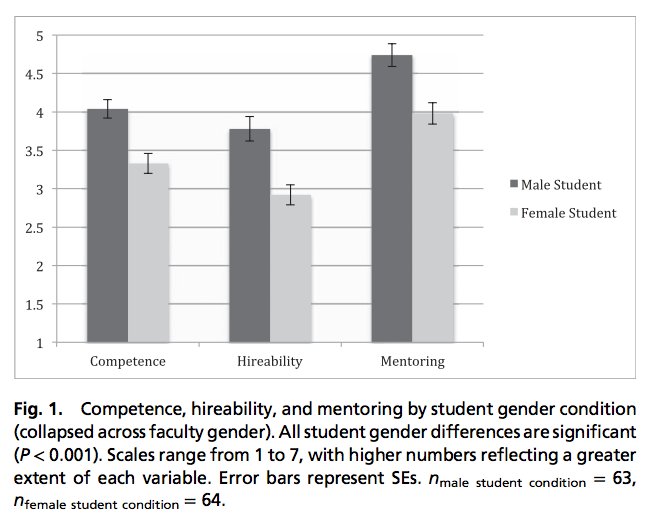 5
4.5
4
3.5
3
2.5
2
1.5
1
Competence
Hireability
Mentoring
Male Student
Female Student
Fig. 1. Competence, hireability, and mentoring by student gender condition
(collapsed across faculty gender). All student gender differences are significant
(P < 0.001). Scales range from 1 to 7, with higher numbers reflecting a greater
extent of each variable. Error bars represent SEs. nmale student condition = 63,
nfemale student condition = 64.